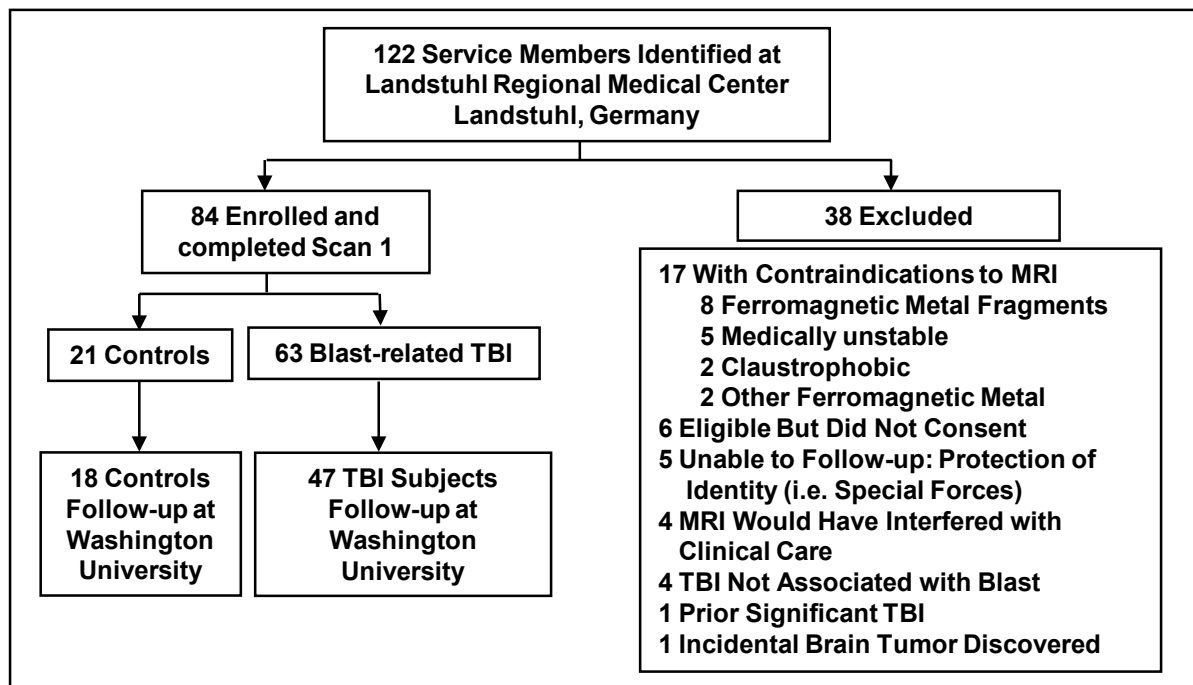 122 Service Members Identified at
Landstuhl Regional Medical Center
Landstuhl, Germany
84 Enrolled and
completed Scan 1
38 Excluded
21 Controls
63 Blast-related TBI
18 Controls
Follow-up at
Washington
University
47 TBI Subjects
Follow-up at
Washington
University
17 With Contraindications to MRI
8 Ferromagnetic Metal Fragments
5 Medically unstable
2 Claustrophobic
2 Other Ferromagnetic Metal
6 Eligible But Did Not Consent
5 Unable to Follow-up: Protection of
Identity (i.e. Special Forces)
4 MRI Would Have Interfered with
Clinical Care
4 TBI Not Associated with Blast
1 Prior Significant TBI
1 Incidental Brain Tumor Discovered